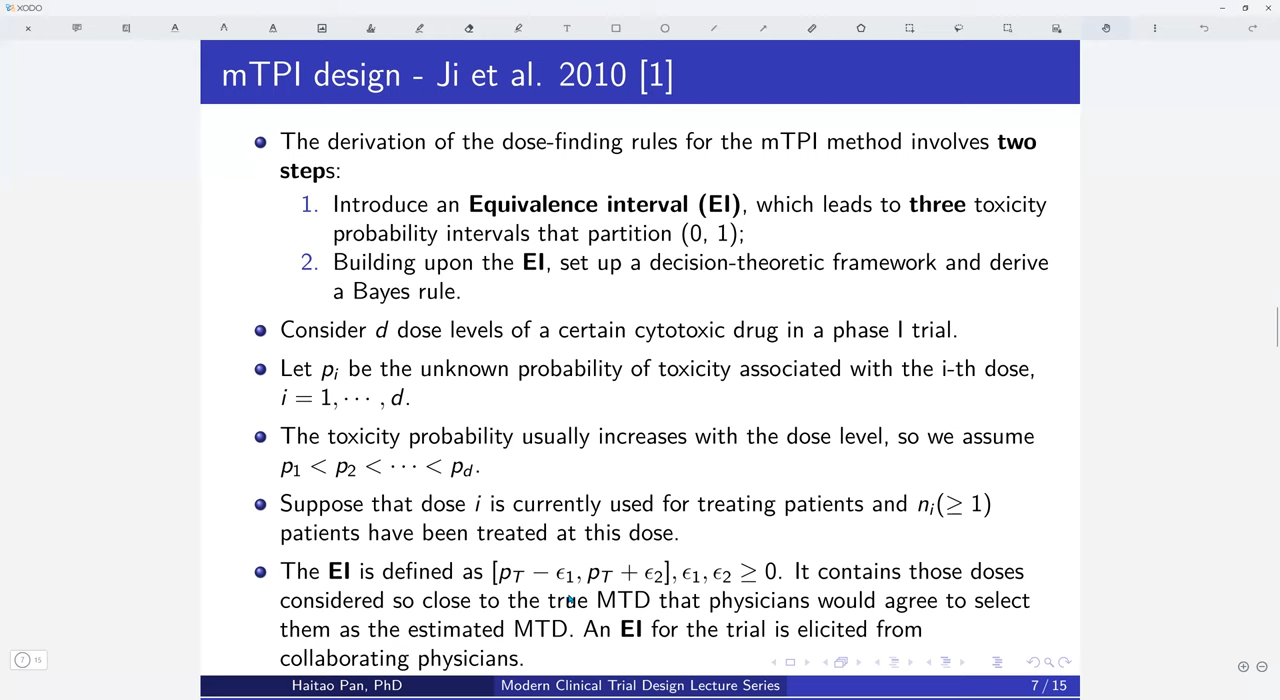 XODO
mTPI design - Ji et al. 2010 [1]
The derivation of the dose-finding rules for the mTPI method involves two
steps:
1. Introduce an Equivalence interval (EI), which leads to three toxicity
probability intervals that partition (0, 1);
2. Building upon the EI, set up a decision-theoretic framework and derive
a Bayes rule.
Consider d dose levels of a certain cytotoxic drug in a phase I trial.
Let pᵢ be the unknown probability of toxicity associated with the i-th dose,
i = 1, ⋯ , d.
The toxicity probability usually increases with the dose level, so we assume
p₁ < p₂ < ⋯ < p_d.
Suppose that dose i is currently used for treating patients and nᵢ(≥ 1)
patients have been treated at this dose.
The EI is defined as [p_T − ϵ₁, p_T + ϵ₂], ϵ₁, ϵ₂ ≥ 0. It contains those doses
considered so close to the true MTD that physicians would agree to select
them as the estimated MTD. An EI for the trial is elicited from
collaborating physicians.
7 15
Haitao Pan, PhD Modern Clinical Trial Design Lecture Series 7 / 15